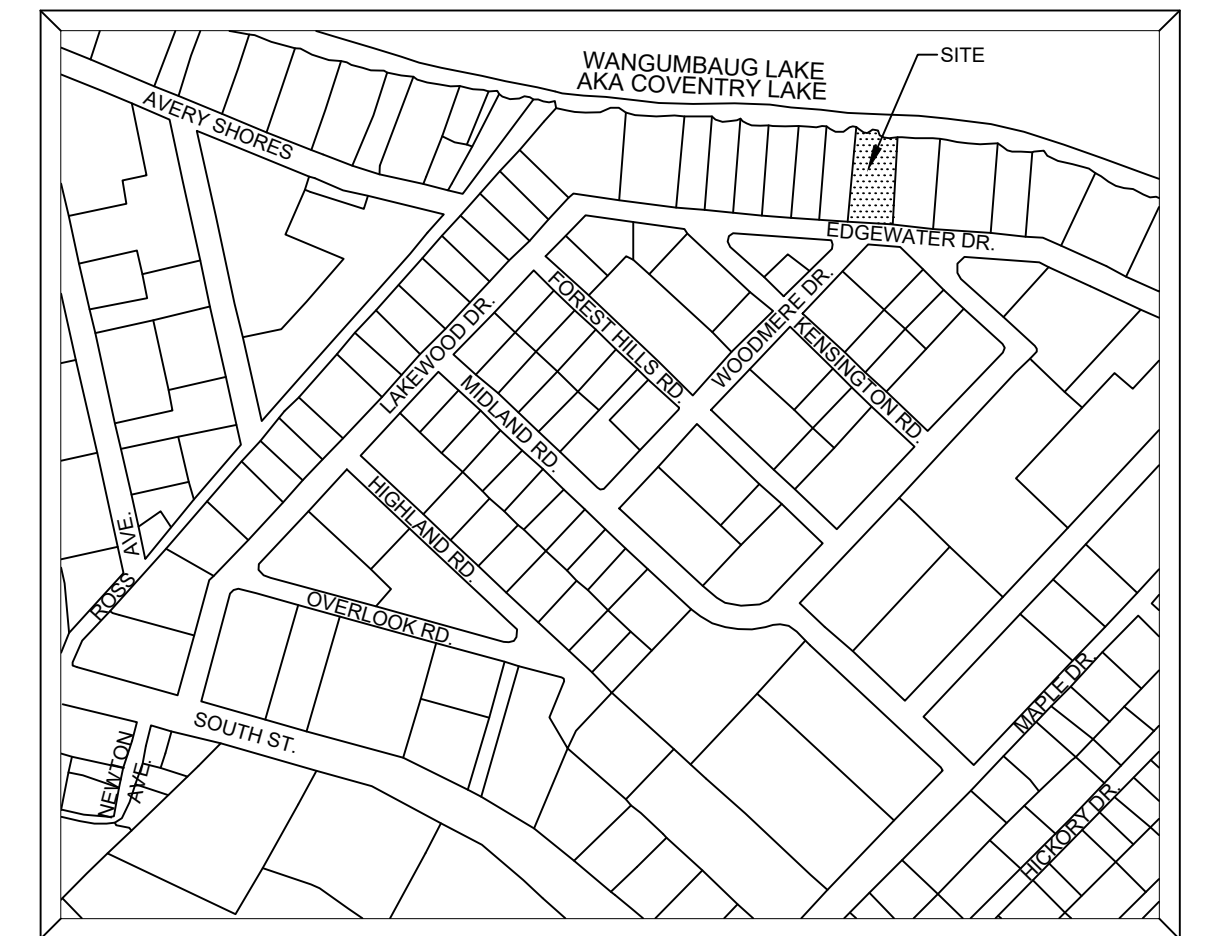 WANGUMBAUG LAKE
AKA COVENTRY LAKE
SITE
AVERY SHORES
EDGEWATER DR.
FOREST HILLS RD.
WOODMERE DR.
KENSINGTON RD.
LAKEWOOD DR.
MIDLAND RD.
HIGHLAND RD.
ROSS AVE.
OVERLOOK RD.
SOUTH ST.
NEWTON
AVE.
MAPLE DR.
HICKORY DR.